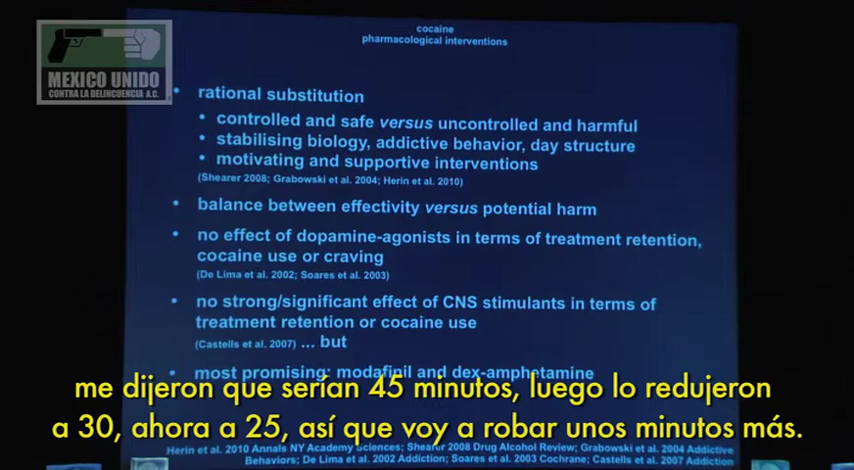 MEXICO UNIDO
CONTRA LA DELINCUENCIA A.C.
cocaine
pharmacological interventions
• rational substitution
• controlled and safe versus uncontrolled and harmful
• stabilising biology, addictive behavior, day structure
• motivating and supportive interventions
(Shearer 2008; Grabowski et al. 2004; Herin et al. 2010)
• balance between effectivity versus potential harm
• no effect of dopamine-agonists in terms of treatment retention,
cocaine use or craving
(De Lima et al. 2002; Soares et al. 2003)
• no strong/significant effect of CNS stimulants in terms of
treatment retention or cocaine use
(Castells et al. 2007) ... but
• most promising: modafinil and dex-amphetamine
me dijeron que serían 45 minutos, luego lo redujeron
a 30, ahora a 25, así que voy a robar unos minutos más.
Herin et al. 2010 Annals NY Academy Sciences; Shearer 2008 Drug Alcohol Review; Grabowski et al. 2004 Addictive
Behaviors; De Lima et al. 2002 Addiction; Soares et al. 2003 Cochrane; Castells et al. 2007 Addiction